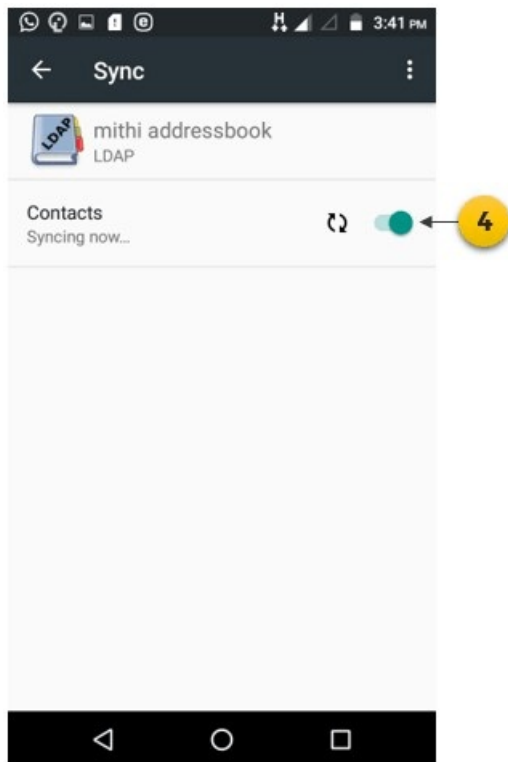 H 3:41 PM
Sync
LDAP
mithi addressbook
LDAP
Contacts
Syncing now...
4